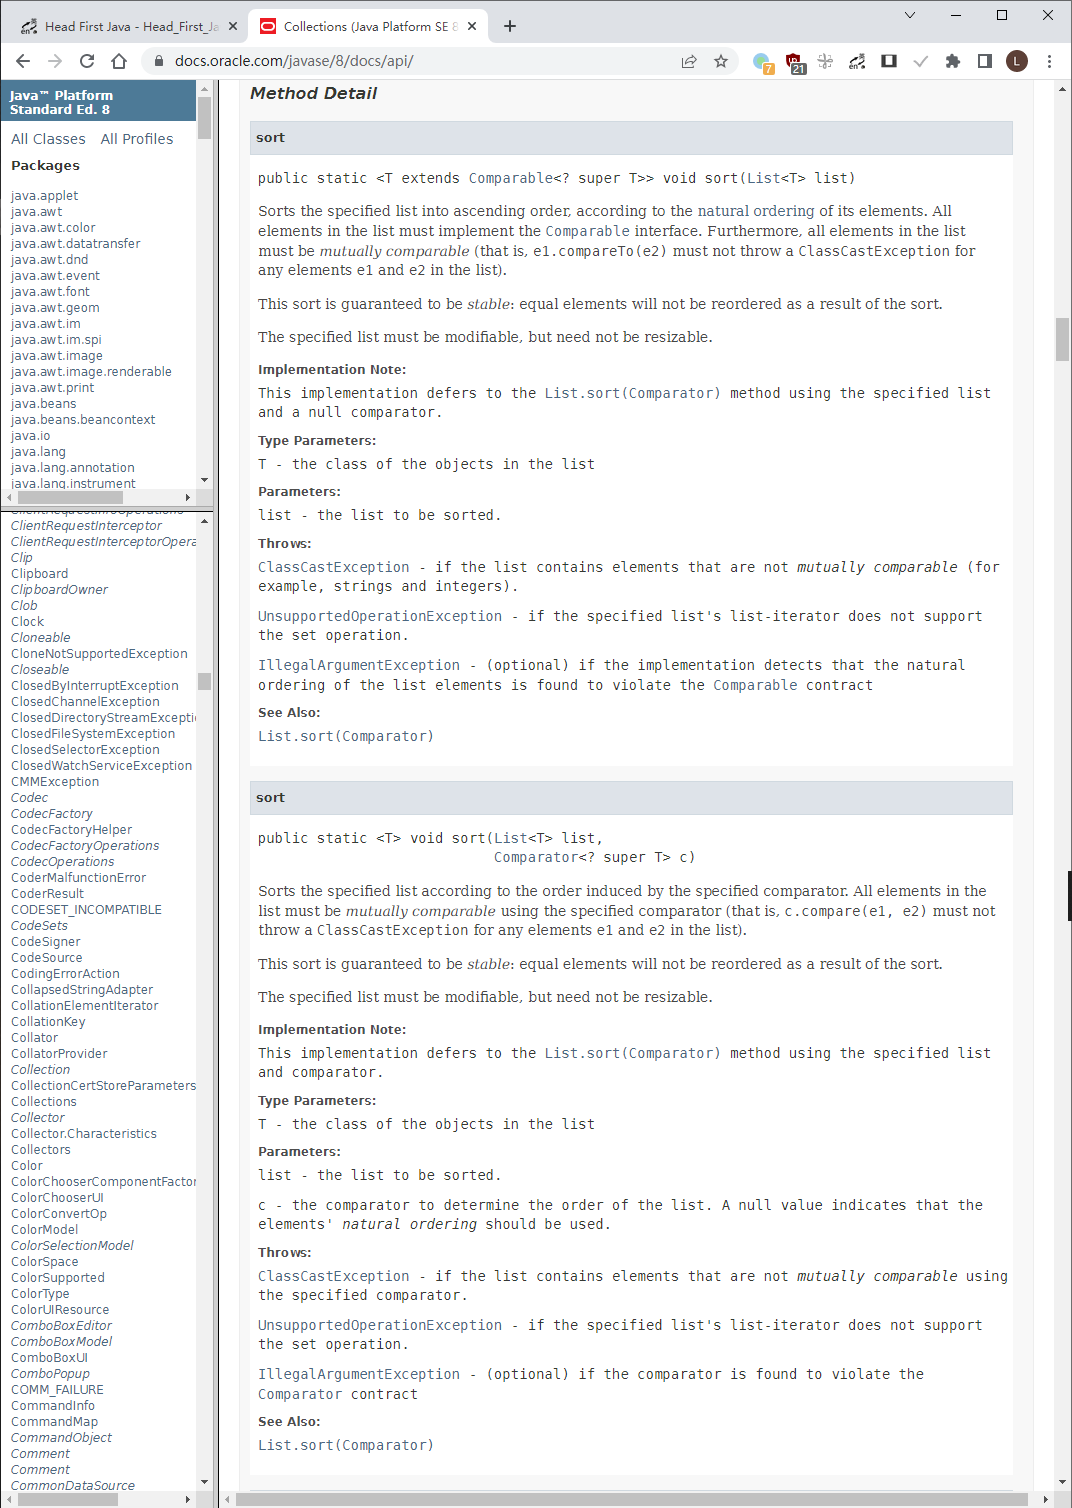 Head First Java - Head_First_Ja
Collections (Java Platform SE 8
docs.oracle.com/javase/8/docs/api/
7
21
L
Java™ Platform
Standard Ed. 8
All Classes All Profiles
Packages
java.applet
java.awt
java.awt.color
java.awt.datatransfer
java.awt.dnd
java.awt.event
java.awt.font
java.awt.geom
java.awt.im
java.awt.im.spi
java.awt.image
java.awt.image.renderable
java.awt.print
java.beans
java.beans.beancontext
java.io
java.lang
java.lang.annotation
java.lang.instrument
ClientRequestInterceptor
ClientRequestInterceptorOpera
Clip
Clipboard
ClipboardOwner
Clob
Clock
Cloneable
CloneNotSupportedException
Closeable
ClosedByInterruptException
ClosedChannelException
ClosedDirectoryStreamExcepti
ClosedFileSystemException
ClosedSelectorException
ClosedWatchServiceException
CMMException
Codec
CodecFactory
CodecFactoryHelper
CodecFactoryOperations
CodecOperations
CoderMalfunctionError
CoderResult
CODESET_INCOMPATIBLE
CodeSets
CodeSigner
CodeSource
CodingErrorAction
CollapsedStringAdapter
CollationElementIterator
CollationKey
Collator
CollatorProvider
Collection
CollectionCertStoreParameters
Collections
Collector
Collector.Characteristics
Collectors
Color
ColorChooserComponentFactor
ColorChooserUI
ColorConvertOp
ColorModel
ColorSelectionModel
ColorSpace
ColorSupported
ColorType
ColorUIResource
ComboBoxEditor
ComboBoxModel
ComboBoxUI
ComboPopup
COMM_FAILURE
CommandInfo
CommandMap
CommandObject
Comment
Comment
CommonDataSource
Method Detail
sort
public static <T extends Comparable<? super T>> void sort(List<T> list)
Sorts the specified list into ascending order, according to the natural ordering of its elements. All
elements in the list must implement the Comparable interface. Furthermore, all elements in the list
must be mutually comparable (that is, e1.compareTo(e2) must not throw a ClassCastException for
any elements e1 and e2 in the list).
This sort is guaranteed to be stable: equal elements will not be reordered as a result of the sort.
The specified list must be modifiable, but need not be resizable.
Implementation Note:
This implementation defers to the List.sort(Comparator) method using the specified list
and a null comparator.
Type Parameters:
T - the class of the objects in the list
Parameters:
list - the list to be sorted.
Throws:
ClassCastException - if the list contains elements that are not mutually comparable (for
example, strings and integers).
UnsupportedOperationException - if the specified list's list-iterator does not support
the set operation.
IllegalArgumentException - (optional) if the implementation detects that the natural
ordering of the list elements is found to violate the Comparable contract
See Also:
List.sort(Comparator)
sort
public static <T> void sort(List<T> list,
Comparator<? super T> c)
Sorts the specified list according to the order induced by the specified comparator. All elements in the
list must be mutually comparable using the specified comparator (that is, c.compare(e1, e2) must not
throw a ClassCastException for any elements e1 and e2 in the list).
This sort is guaranteed to be stable: equal elements will not be reordered as a result of the sort.
The specified list must be modifiable, but need not be resizable.
Implementation Note:
This implementation defers to the List.sort(Comparator) method using the specified list
and comparator.
Type Parameters:
T - the class of the objects in the list
Parameters:
list - the list to be sorted.
c - the comparator to determine the order of the list. A null value indicates that the
elements' natural ordering should be used.
Throws:
ClassCastException - if the list contains elements that are not mutually comparable using
the specified comparator.
UnsupportedOperationException - if the specified list's list-iterator does not support
the set operation.
IllegalArgumentException - (optional) if the comparator is found to violate the
Comparator contract
See Also:
List.sort(Comparator)